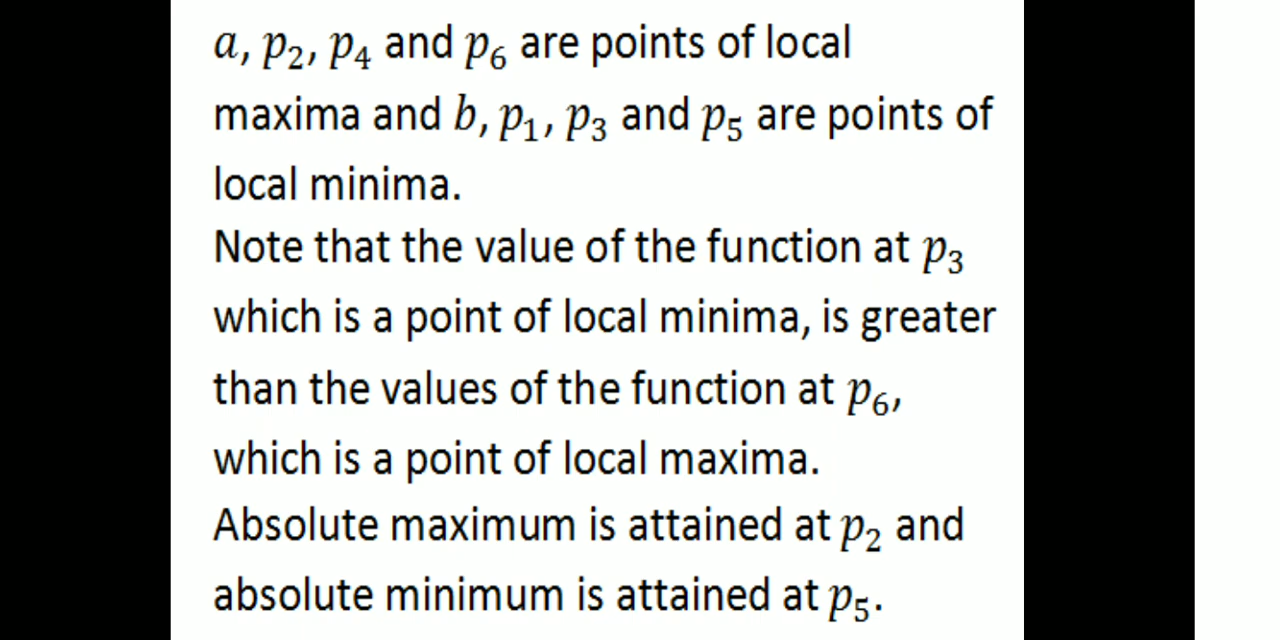 a, p₂, p₄ and p₆ are points of local
maxima and b, p₁, p₃ and p₅ are points of
local minima.
Note that the value of the function at p₃
which is a point of local minima, is greater
than the values of the function at p₆,
which is a point of local maxima.
Absolute maximum is attained at p₂ and
absolute minimum is attained at p₅.